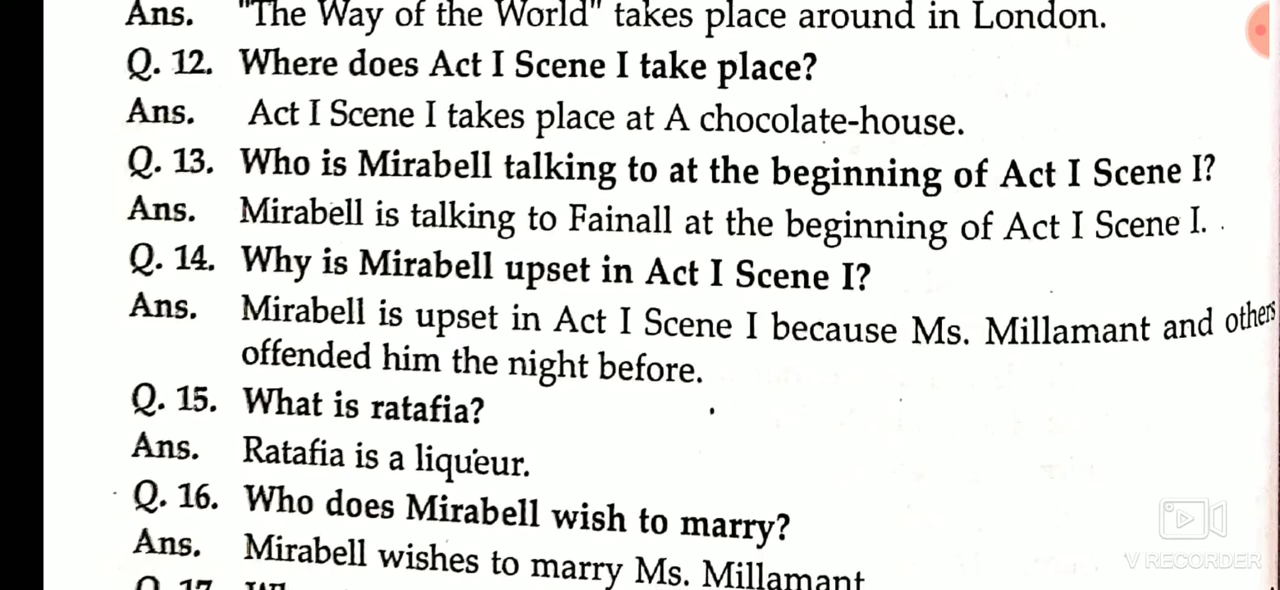 Ans. "The Way of the World" takes place around in London.
Q. 12. Where does Act I Scene I take place?
Ans. Act I Scene I takes place at A chocolate-house.
Q. 13. Who is Mirabell talking to at the beginning of Act I Scene I?
Ans. Mirabell is talking to Fainall at the beginning of Act I Scene I.
Q. 14. Why is Mirabell upset in Act I Scene I?
Ans. Mirabell is upset in Act I Scene I because Ms. Millamant and others
offended him the night before.
Q. 15. What is ratafia?
Ans. Ratafia is a liqueur.
Q. 16. Who does Mirabell wish to marry?
Ans. Mirabell wishes to marry Ms. Millamant
Q. 17.
V RECORDER